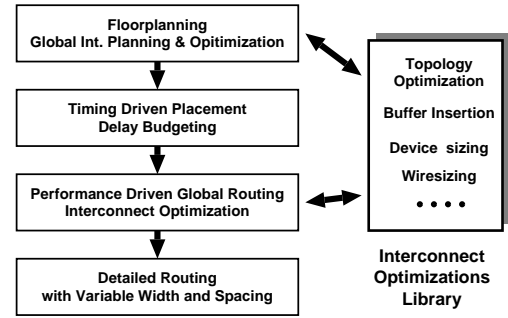 Floorplanning
Global Int. Planning & Opitimization
Timing Driven Placement
Delay Budgeting
Performance Driven Global Routing
Interconnect Optimization
Detailed Routing
with Variable Width and Spacing
Topology
Optimization
Buffer Insertion
Device sizing
Wiresizing
• • • •
Interconnect
Optimizations
Library